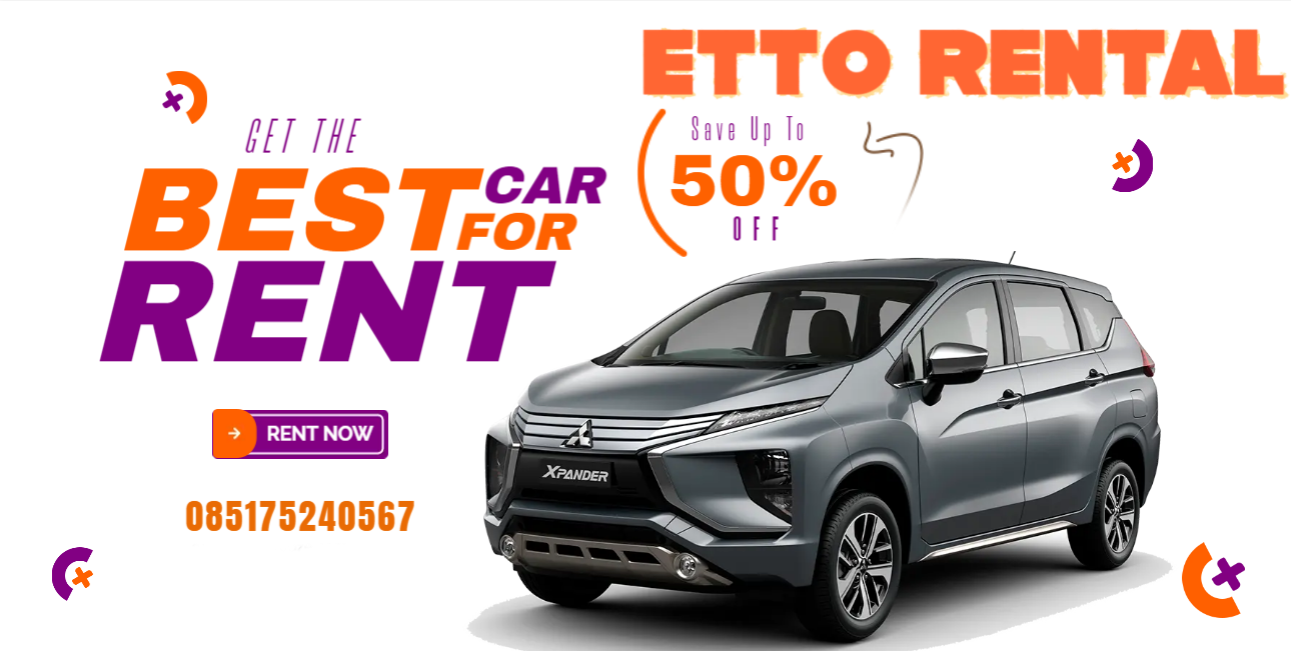 ETTO RENTAL
GET THE
BEST CAR
FOR
RENT
Save Up To
50%
OFF
RENT NOW
085175240567
XPANDER